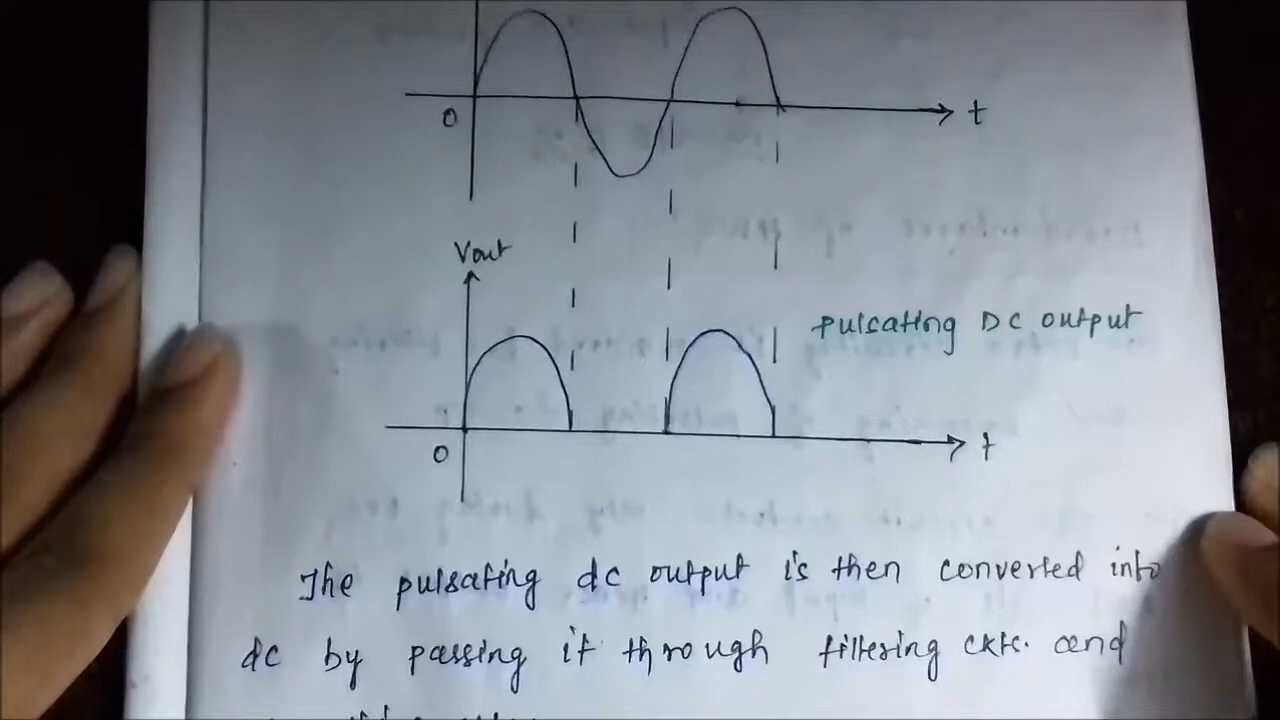 0
t
Vout
pulsating DC output
0
t
The pulsating dc output is then converted into
dc by passing it through filtering ckts. and